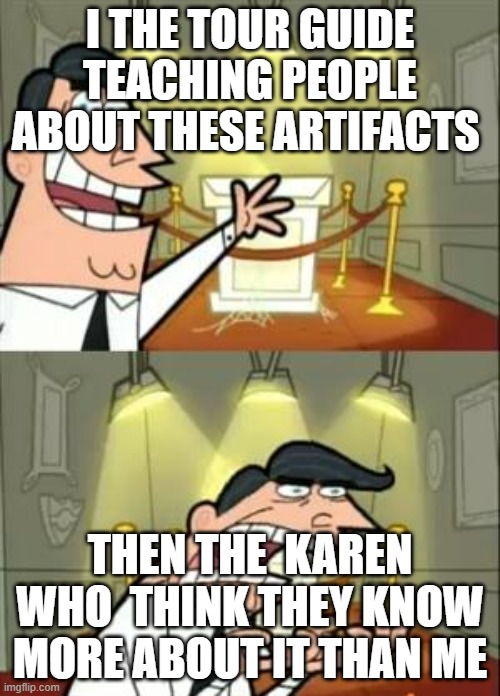 I THE TOUR GUIDE
TEACHING PEOPLE
ABOUT THESE ARTIFACTS
THEN THE  KAREN
WHO  THINK THEY KNOW
MORE ABOUT IT THAN ME
imgflip.com